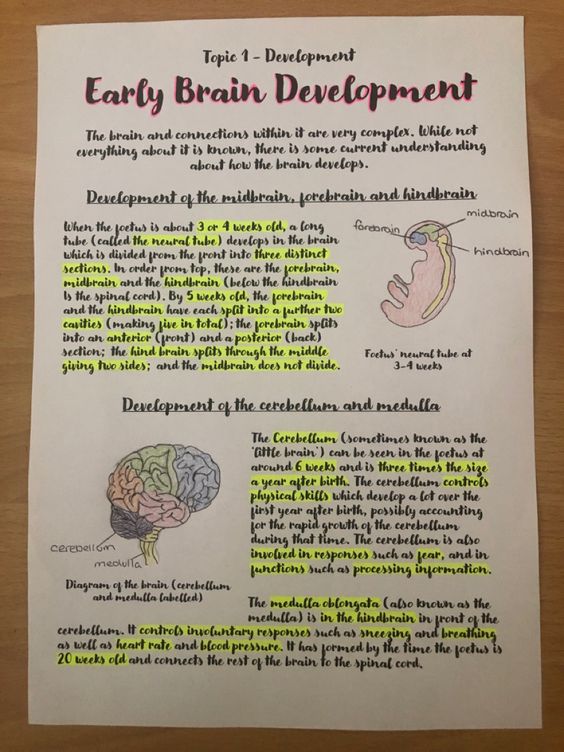 Topic 1 - Development
Early Brain Development
The brain and connections within it are very complex. While not
everything about it is known, there is some current understanding
about how the brain develops.
Development of the midbrain, forebrain and hindbrain
When the foetus is about 3 or 4 weeks old, a long
tube (called the neural tube) develops in the brain
which is divided from the front into three distinct
sections. In order from top, these are the forebrain,
midbrain and the hindbrain (below the hindbrain
Is the spinal cord). By 5 weeks old, the forebrain
and the hindbrain have each split into a further two
cavities (making five in total); the forebrain splits
into an anterior (front) and a posterior (back)
section; the hind brain splits through the middle
giving two sides; and the midbrain does not divide.
forebrain
midbrain
hindbrain
Foetus' neural tube at
3-4 weeks
Development of the cerebellum and medulla
cerebellum
medulla
Diagram of the brain (cerebellum
and medulla labelled)
The Cerebellum (sometimes known as the
'little brain') can be seen in the foetus at
around 6 weeks and is three times the size
a year after birth. The cerebellum controls
physical skills which develop a lot over the
first year after birth, possibly accounting
for the rapid growth of the cerebellum
during that time. The cerebellum is also
involved in responses such as fear, and in
functions such as processing information.
The medulla oblongata (also known as the
medulla) is in the hindbrain in front of the
cerebellum. It controls involuntary responses such as sneezing and breathing
as well as heart rate and blood pressure. It has formed by the time the foetus is
20 weeks old and connects the rest of the brain to the spinal cord.